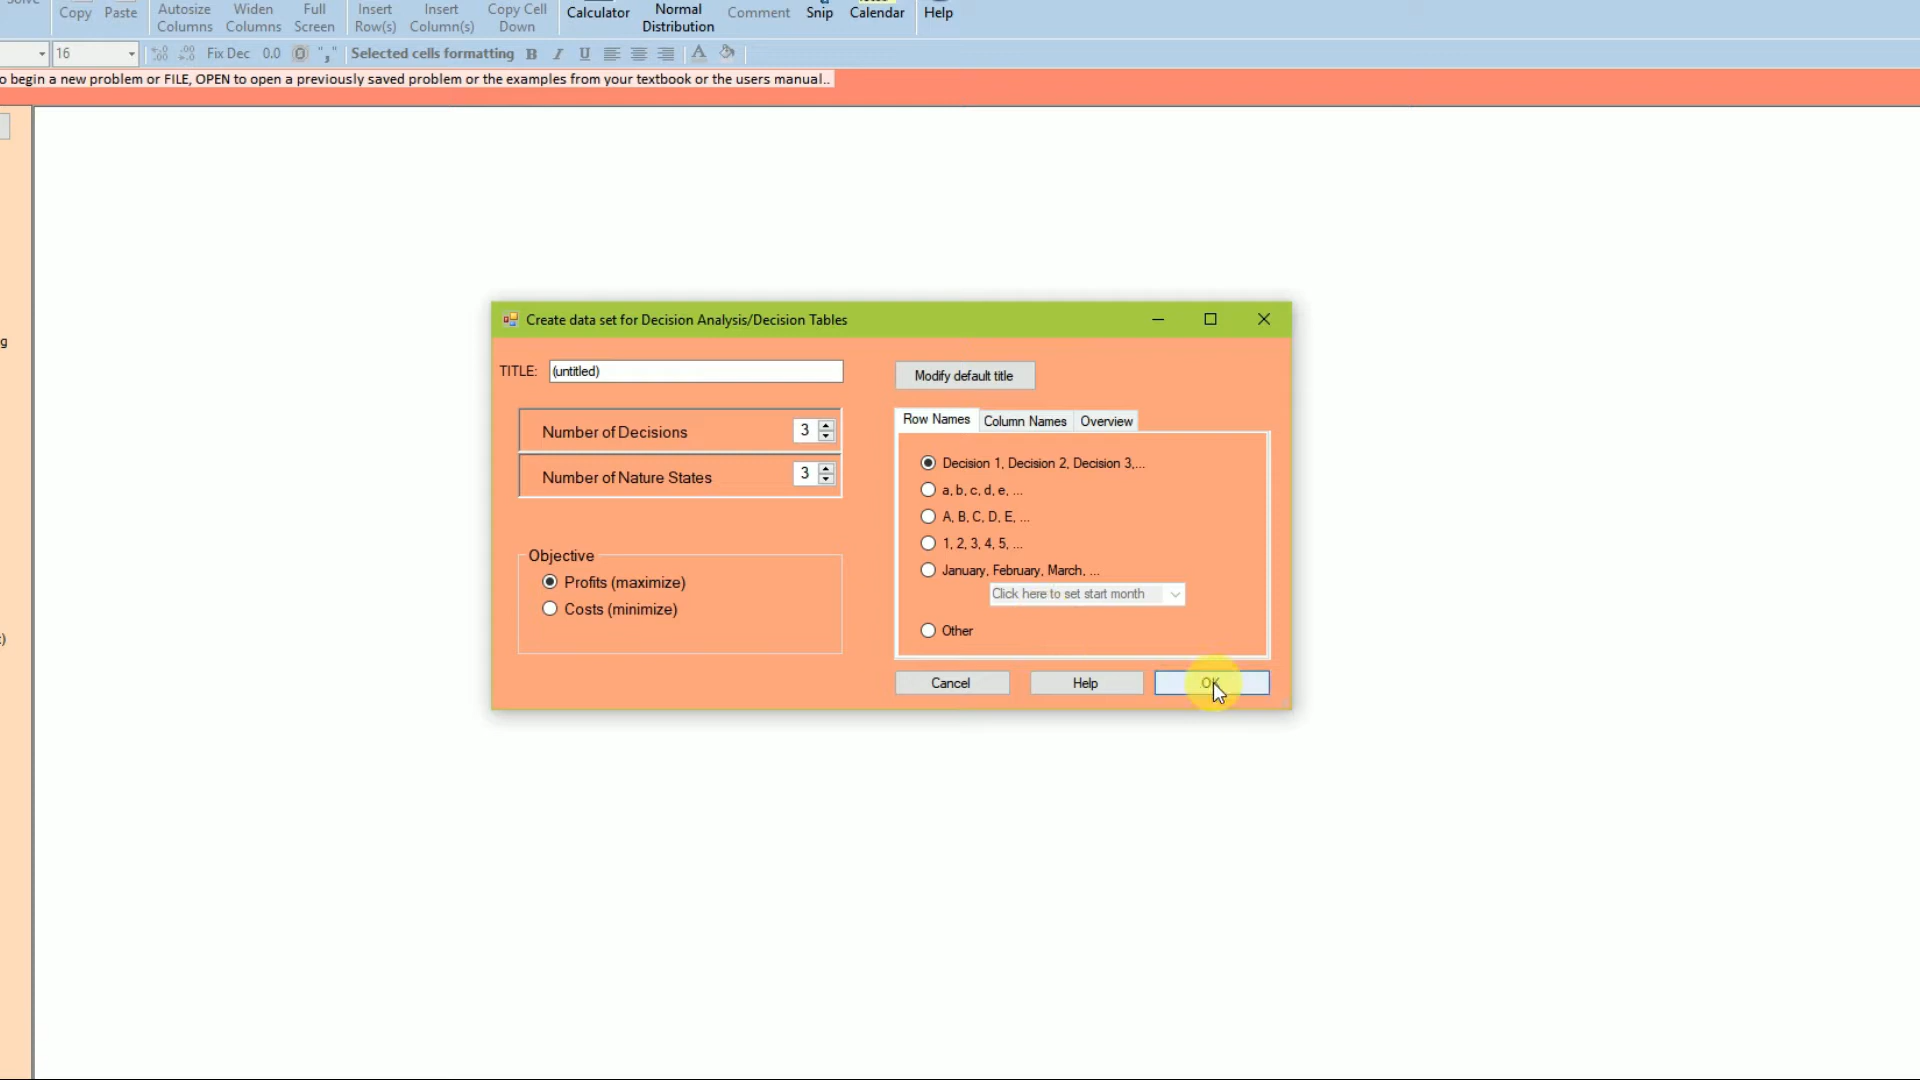 Copy Paste Autosize Columns Widen Columns Full Screen Insert Row(s) Insert Column(s) Copy Cell Down Calculator Normal Distribution Comment Snip Calendar Help
16 Fix Dec 0.0 0 "," Selected cells formatting B I U A
o begin a new problem or FILE, OPEN to open a previously saved problem or the examples from your textbook or the users manual..
g
Create data set for Decision Analysis/Decision Tables
TITLE: (untitled)
Modify default title
Row Names Column Names Overview
Number of Decisions 3
Number of Nature States 3
Objective
Profits (maximize)
Costs (minimize)
Decision 1, Decision 2, Decision 3,...
a, b, c, d, e, ...
A, B, C, D, E, ...
1, 2, 3, 4, 5, ...
January, February, March, ...
Click here to set start month
Other
Cancel Help OK